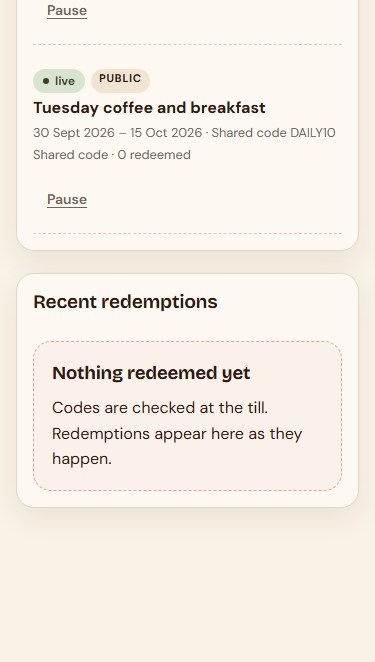 Pause
live PUBLIC
Tuesday coffee and breakfast
30 Sept 2026 – 15 Oct 2026 · Shared code DAILY10
Shared code · 0 redeemed
Pause
Recent redemptions
Nothing redeemed yet
Codes are checked at the till.
Redemptions appear here as they
happen.